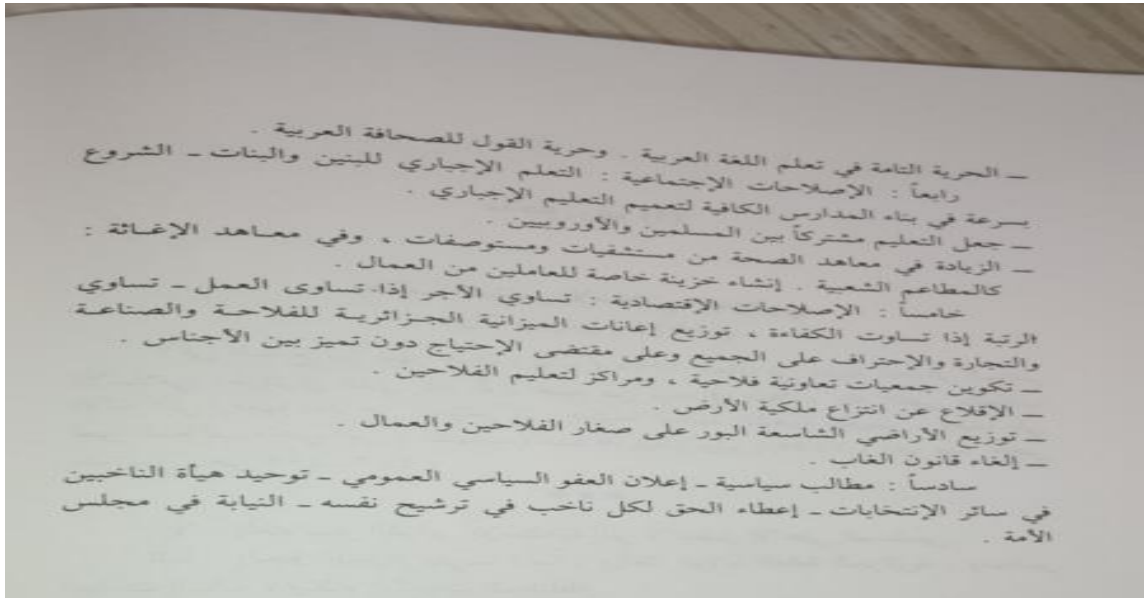 ـ الحرية التامة في تعلم اللغة العربية . وحرية القول للصحافة العربية .
رابعاً : الإصلاحات الإجتماعية : التعلم الإجباري للبنين والبنات ـ الشروع
بسرعة في بناء المدارس الكافية لتعميم التعليم الإجباري .
ـ جعل التعليم مشتركاً بين المسلمين والأوروبيين .
ـ الزيادة في معاهد الصحة من مستشفيات ومستوصفات ، وفي معاهد الإغاثة :
كالمطاعم الشعبية . إنشاء خزينة خاصة للعاملين من العمال .
خامساً : الإصلاحات الإقتصادية : تساوي الأجر إذا تساوى العمل ـ تساوي
الرتبة إذا تساوت الكفاءة ، توزيع إعانات الميزانية الجزائرية للفلاحة والصناعة
والتجارة والإحتراف على الجميع وعلى مقتضى الإحتياج دون تميز بين الأجناس .
ـ تكوين جمعيات تعاونية فلاحية ، ومراكز لتعليم الفلاحين .
ـ الإقلاع عن انتزاع ملكية الأرض .
ـ توزيع الأراضي الشاسعة البور على صغار الفلاحين والعمال .
ـ إلغاء قانون الغاب .
سادساً : مطالب سياسية ـ إعلان العفو السياسي العمومي ـ توحيد هيأة الناخبين
في سائر الإنتخابات ـ إعطاء الحق لكل ناخب في ترشيح نفسه ـ النيابة في مجلس
الأمة .